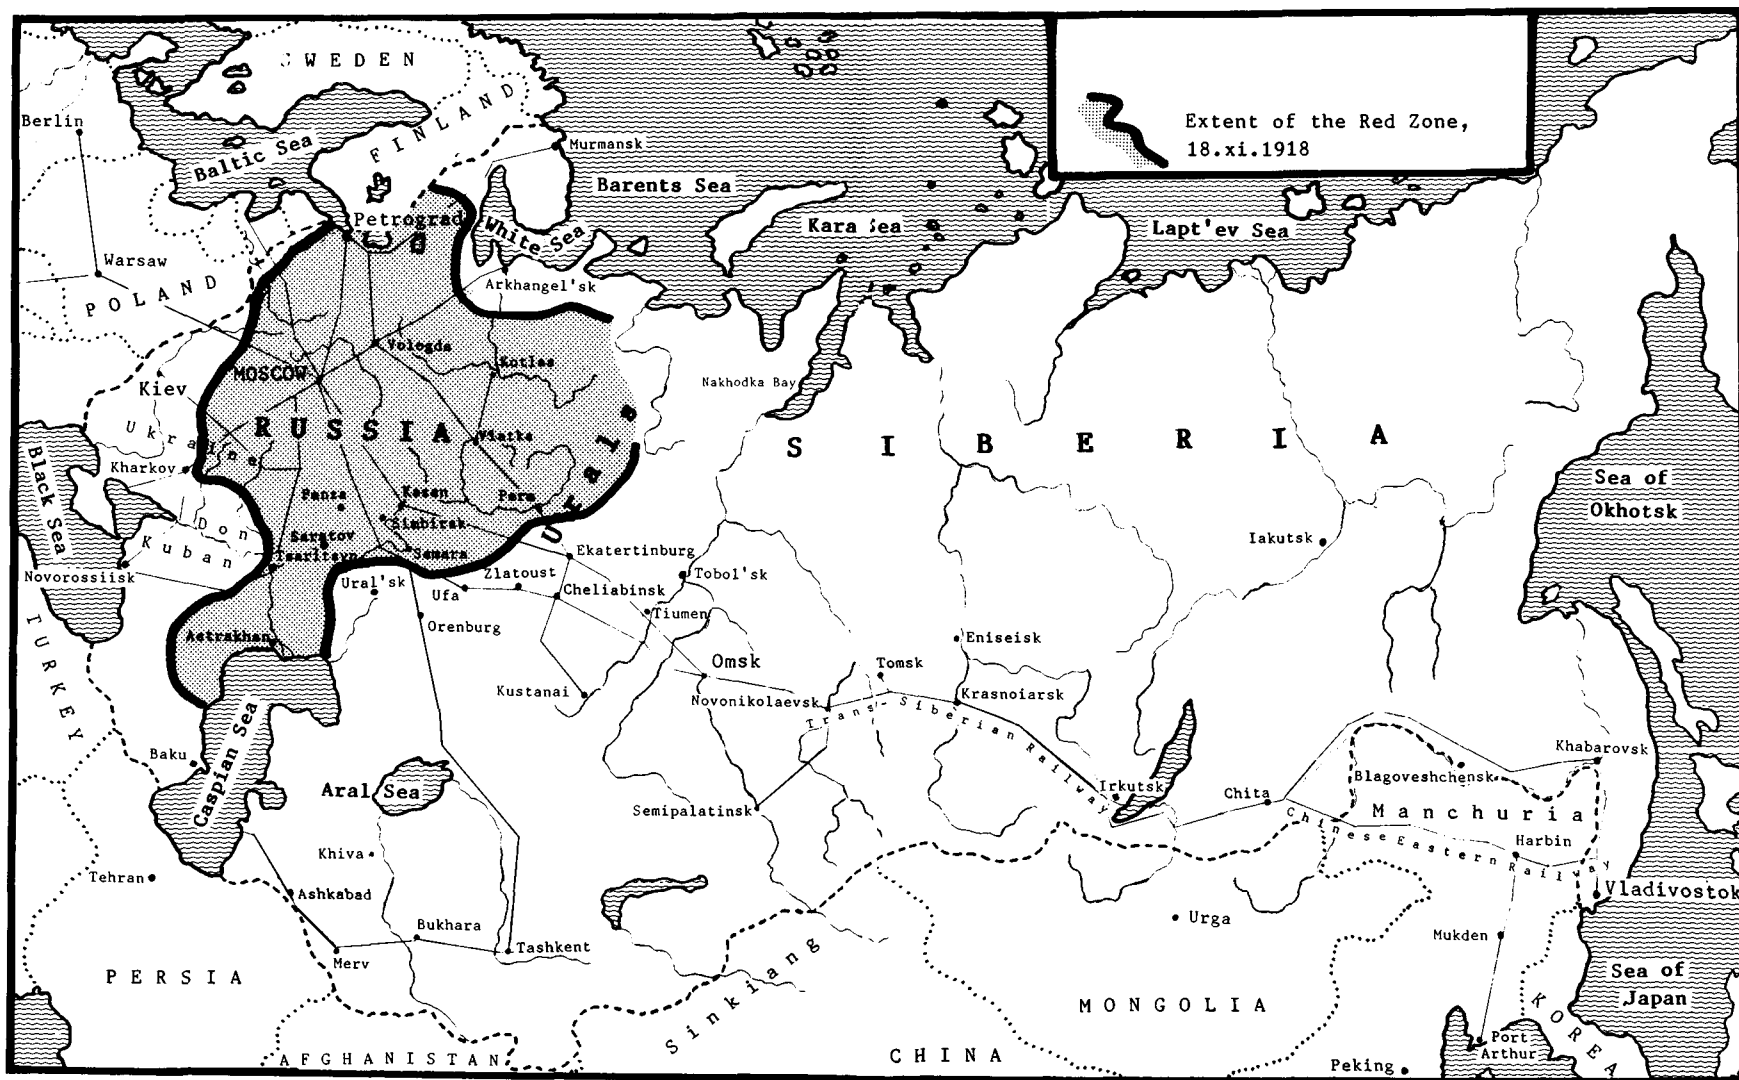 SWEDEN
FINLAND
Berlin
Baltic Sea
Murmansk
Barents Sea
Extent of the Red Zone,
18.xi.1918
Petrograd
White Sea
Kara Sea
Lapt'ev Sea
Warsaw
POLAND
Arkhangel'sk
Vologda
Kotlas
MOSCOW
Kiev
Nakhodka Bay
Ukraine
RUSSIA
Viatka
Urals
SIBERIA
Black Sea
Kharkov
Sea of
Okhotsk
Penza
Kazan
Perm
Simbirsk
Don
Kuban
Saratov
Tsaritsyn
Samara
Iakutsk
Ekatertinburg
Novorossiisk
Ural'sk
Zlatoust
Tobol'sk
Ufa
Cheliabinsk
Tiumen
Orenburg
TURKEY
Astrakhan
Eniseisk
Omsk
Tomsk
Kustanai
Novonikolaevsk
Krasnoiarsk
Trans-Siberian Railway
Caspian Sea
Baku
Khabarovsk
Blagoveshchensk
Aral Sea
Irkutsk
Chita
Semipalatinsk
Manchuria
Chinese Eastern Railway
Harbin
Khiva
Tehran
Ashkabad
Vladivostok
Bukhara
Urga
Tashkent
Mukden
Merv
PERSIA
Sinkiang
MONGOLIA
Sea of
Japan
KOREA
AFGHANISTAN
CHINA
Port
Arthur
Peking